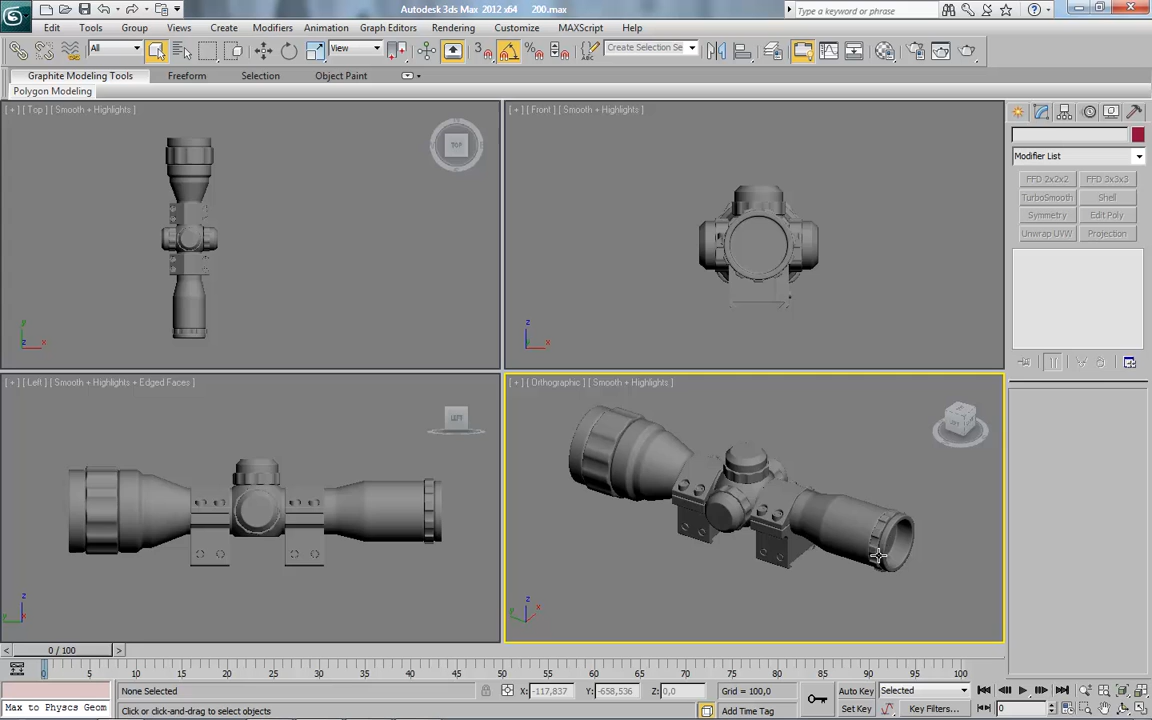 Autodesk 3ds Max 2012 x64    200.max
Type a keyword or phrase
Edit Tools Group Views Create Modifiers Animation Graph Editors Rendering Customize MAXScript Help
All View 3 Create Selection Se
Graphite Modeling Tools Freeform Selection Object Paint
Polygon Modeling
[ + ] [ Top ] [ Smooth + Highlights ]
[ + ] [ Front ] [ Smooth + Highlights ]
TOP
z x y
z x
Modifier List
FFD 2x2x2 FFD 3x3x3
TurboSmooth Shell
Symmetry Edit Poly
Unwrap UVW Projection
[ + ] [ Left ] [ Smooth + Highlights + Edged Faces ]
[ + ] [ Orthographic ] [ Smooth + Highlights ]
LEFT
z y
z x y
< 0 / 100 >
0 5 10 15 20 25 30 35 40 45 50 55 60 65 70 75 80 85 90 95 100
None Selected X: -117,837 Y: -658,536 Z: 0,0 Grid = 100,0 Auto Key Selected
Max to Physcs Geom Click or click-and-drag to select objects Add Time Tag Set Key Key Filters... 0